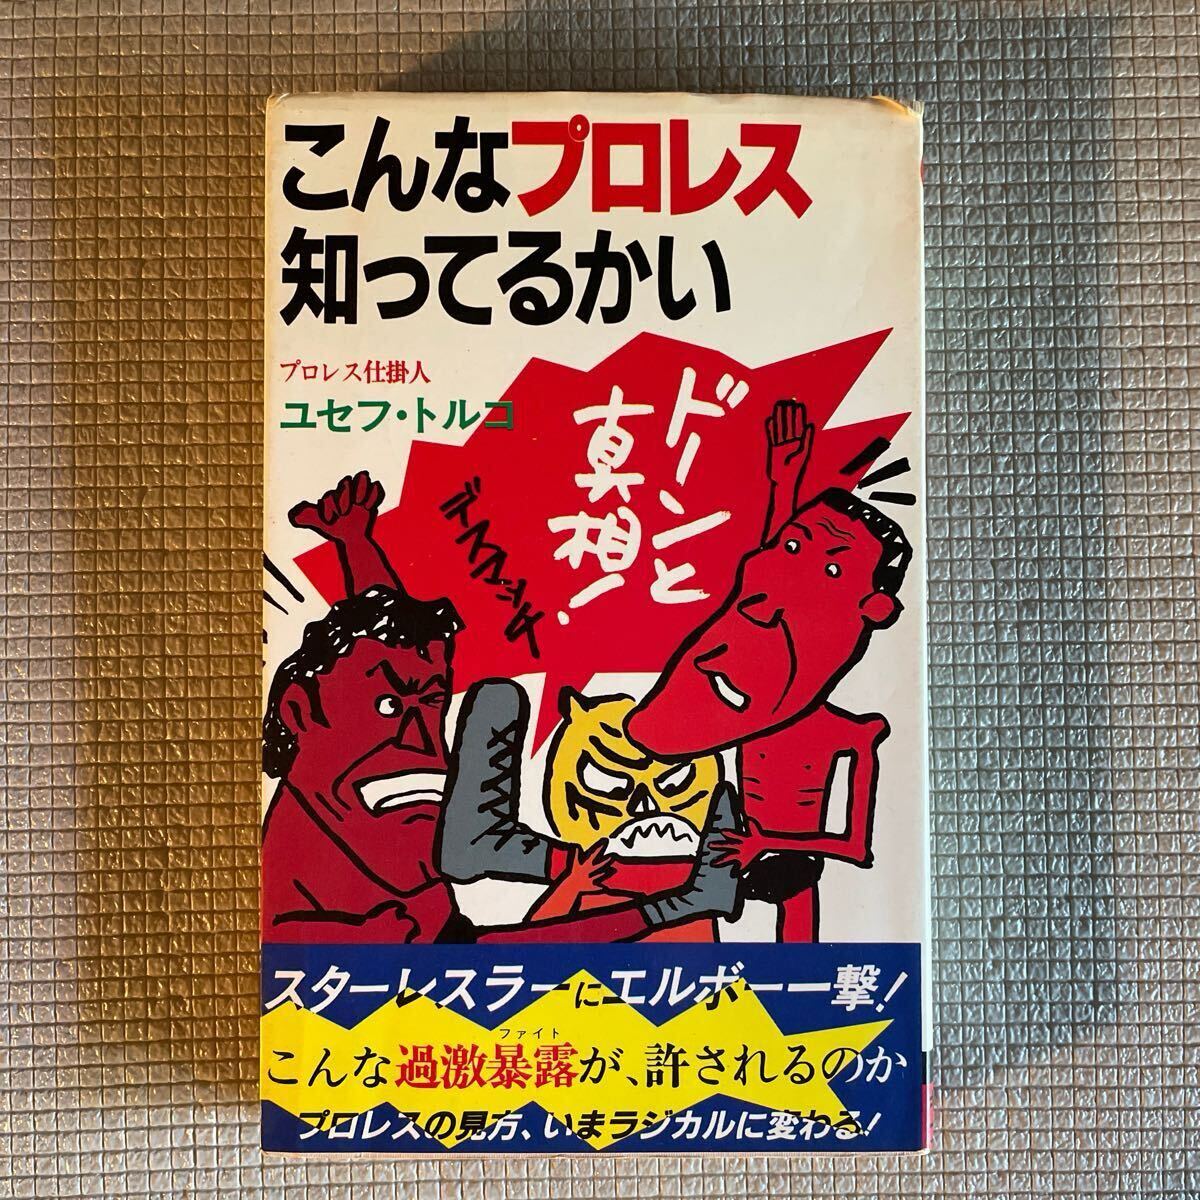 こんなプロレス
知ってるかい
プロレス仕掛人
ユセフ・トルコ
ドーンと
真相!
デスマッチ
スターレスラーにエルボー一撃!
ファイト
こんな過激暴露が、許されるのか
プロレスの見方、いまラジカルに変わる!